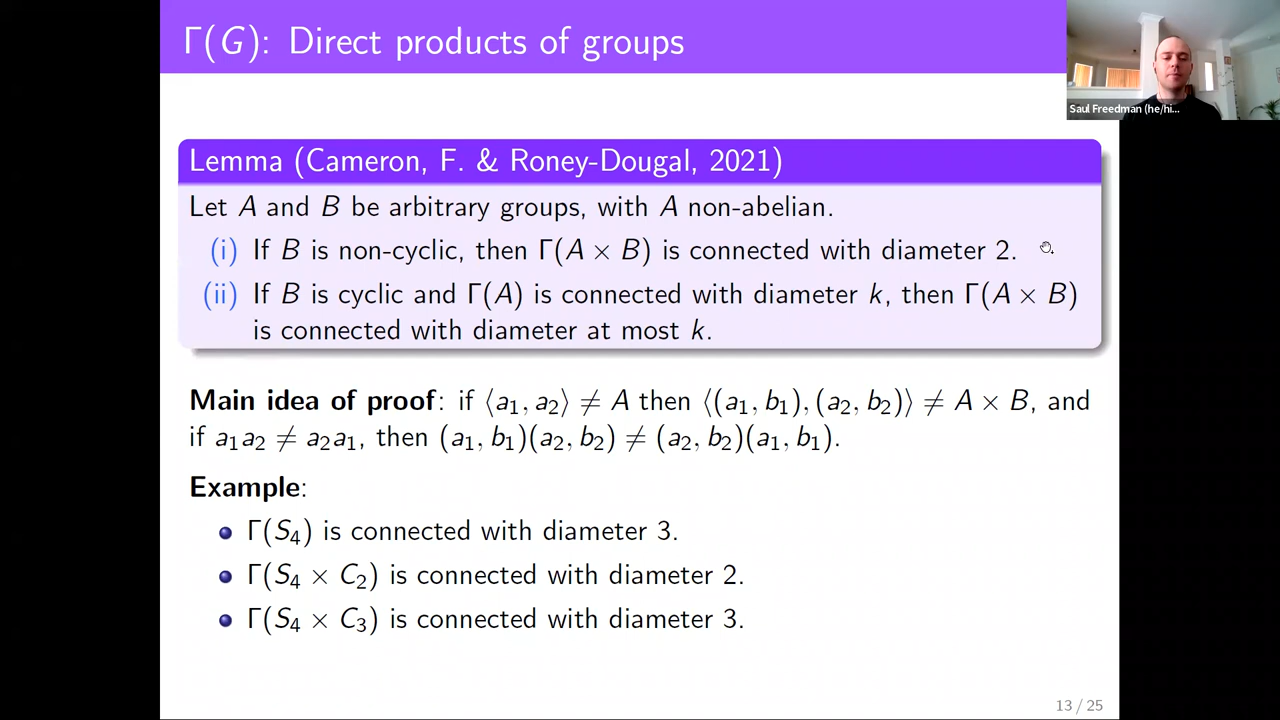 Γ(G): Direct products of groups
Saul Freedman (he/hi...
Lemma (Cameron, F. & Roney-Dougal, 2021)
Let A and B be arbitrary groups, with A non-abelian.
(i) If B is non-cyclic, then Γ(A × B) is connected with diameter 2.
(ii) If B is cyclic and Γ(A) is connected with diameter k, then Γ(A × B)
is connected with diameter at most k.
Main idea of proof: if ⟨a₁, a₂⟩ ≠ A then ⟨(a₁, b₁), (a₂, b₂)⟩ ≠ A × B, and
if a₁a₂ ≠ a₂a₁, then (a₁, b₁)(a₂, b₂) ≠ (a₂, b₂)(a₁, b₁).
Example:
Γ(S₄) is connected with diameter 3.
Γ(S₄ × C₂) is connected with diameter 2.
Γ(S₄ × C₃) is connected with diameter 3.
13 / 25